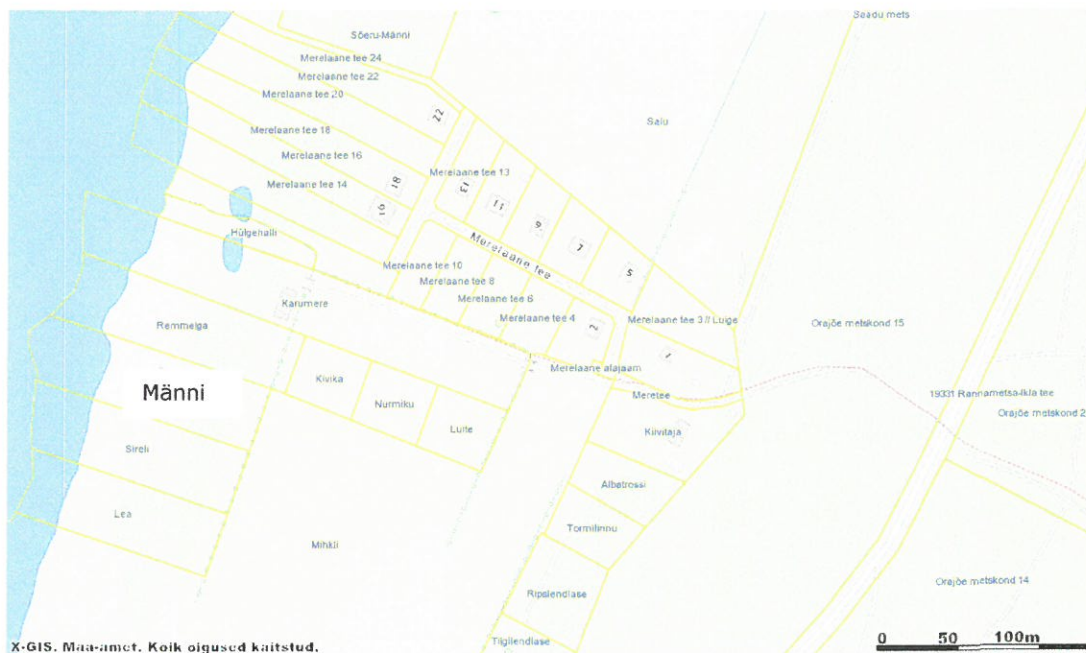 Saadu mets
Sõeru-Männi
Merelaane tee 24
Merelaane tee 22
Merelaane tee 20
22
Salu
Merelaane tee 18
Merelaane tee 16
Merelaane tee 13
Merelaane tee 14
18
13
16
11
9
Hülgehalli
Merelaane tee
7
5
Merelaane tee 10
Merelaane tee 8
Karumere
Merelaane tee 6
Merelaane tee 4
2
Merelaane tee 3 // Luige
Orajõe metskond 15
Remmelga
1
Merelaane alajaam
Männi
Kivika
Meretee
19331 Rannametsa-Ikla tee
Nurmiku
Orajõe metskond 2
Luite
Kiivitaja
Sireli
Albatrossi
Lea
Tormilinnu
Mihkli
Orajõe metskond 14
Ripslendlase
Tiigilendlase
X-GIS. Maa-amet. Koik oigused kaitstud.
0 50 100m